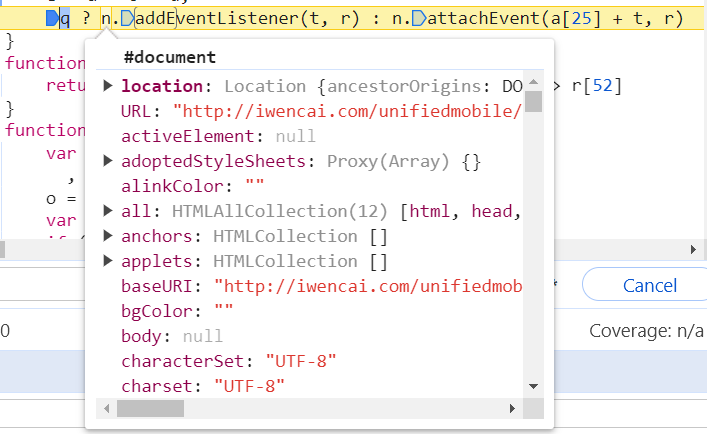 q ? n.addEventListener(t, r) : n.attachEvent(a[25] + t, r)
}
#document
function
location: Location {ancestorOrigins: DO
retu
> r[52]
URL: "http://iwencai.com/unifiedmobile/
}
activeElement: null
function
var
adoptedStyleSheets: Proxy(Array) {}
,
alinkColor: ""
o =
all: HTMLAllCollection(12) [html, head,
var
anchors: HTMLCollection []
applets: HTMLCollection []
baseURI: "http://iwencai.com/unifiedmob
Cancel
bgColor: ""
0
body: null
Coverage: n/a
characterSet: "UTF-8"
charset: "UTF-8"